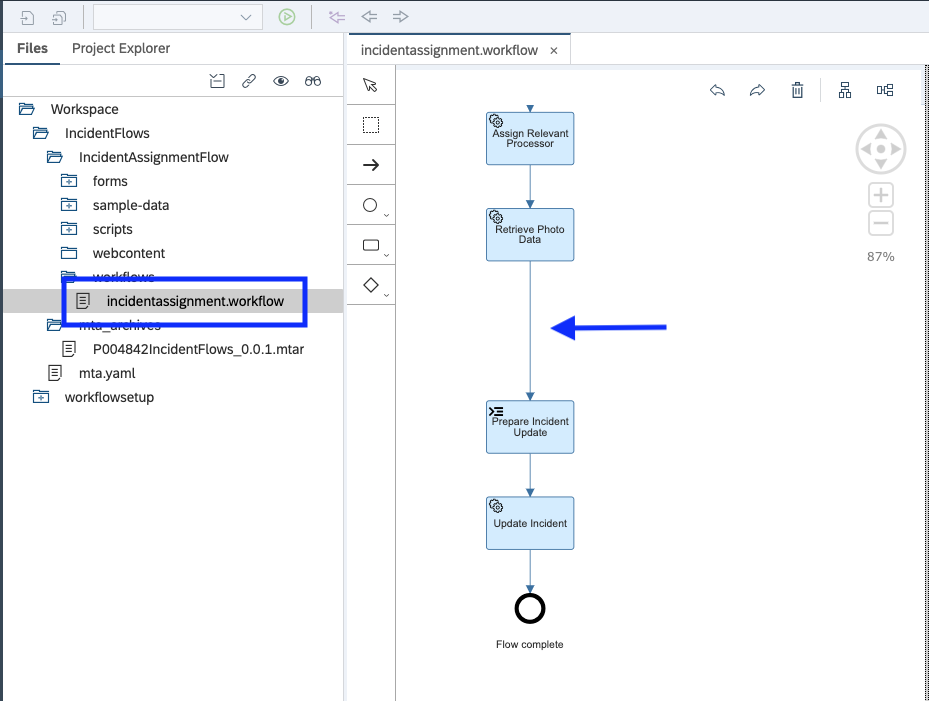 Files
Project Explorer
Workspace
IncidentFlows
IncidentAssignmentFlow
forms
sample-data
scripts
webcontent
workflows
incidentassignment.workflow
mta_archives
P004842IncidentFlows_0.0.1.mtar
mta.yaml
workflowsetup
incidentassignment.workflow ×
Assign Relevant
Processor
Retrieve Photo
Data
Prepare Incident
Update
Update Incident
Flow complete
87%